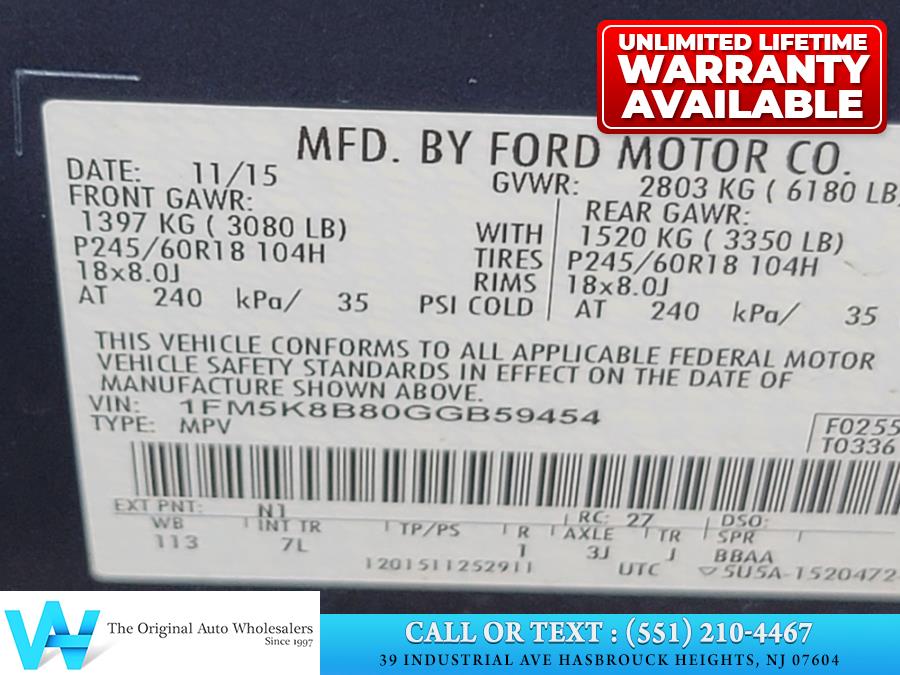 UNLIMITED LIFETIME
WARRANTY
AVAILABLE
MFD. BY FORD MOTOR CO.
DATE: 11/15
GVWR: 2803 KG ( 6180 LB)
FRONT GAWR:
1397 KG ( 3080 LB)
P245/60R18 104H
18x8.0J
AT 240 kPa/ 35
WITH
TIRES
RIMS
PSI COLD
REAR GAWR:
1520 KG ( 3350 LB)
P245/60R18 104H
18x8.0J
AT 240 kPa/ 35
THIS VEHICLE CONFORMS TO ALL APPLICABLE FEDERAL MOTOR
VEHICLE SAFETY STANDARDS IN EFFECT ON THE DATE OF
MANUFACTURE SHOWN ABOVE.
VIN: 1FM5K8B80GGB59454
TYPE: MPV
F0255
T0336
EXT PNT: N1 RC: 27 DSO:
WB INT TR TP/PS R AXLE TR SPR
113 7L 1 3J J BBAA
1201511252911 UTC ▽5U5A-1520472-
The Original Auto Wholesalers
Since 1997
CALL OR TEXT : (551) 210-4467
39 INDUSTRIAL AVE HASBROUCK HEIGHTS, NJ 07604